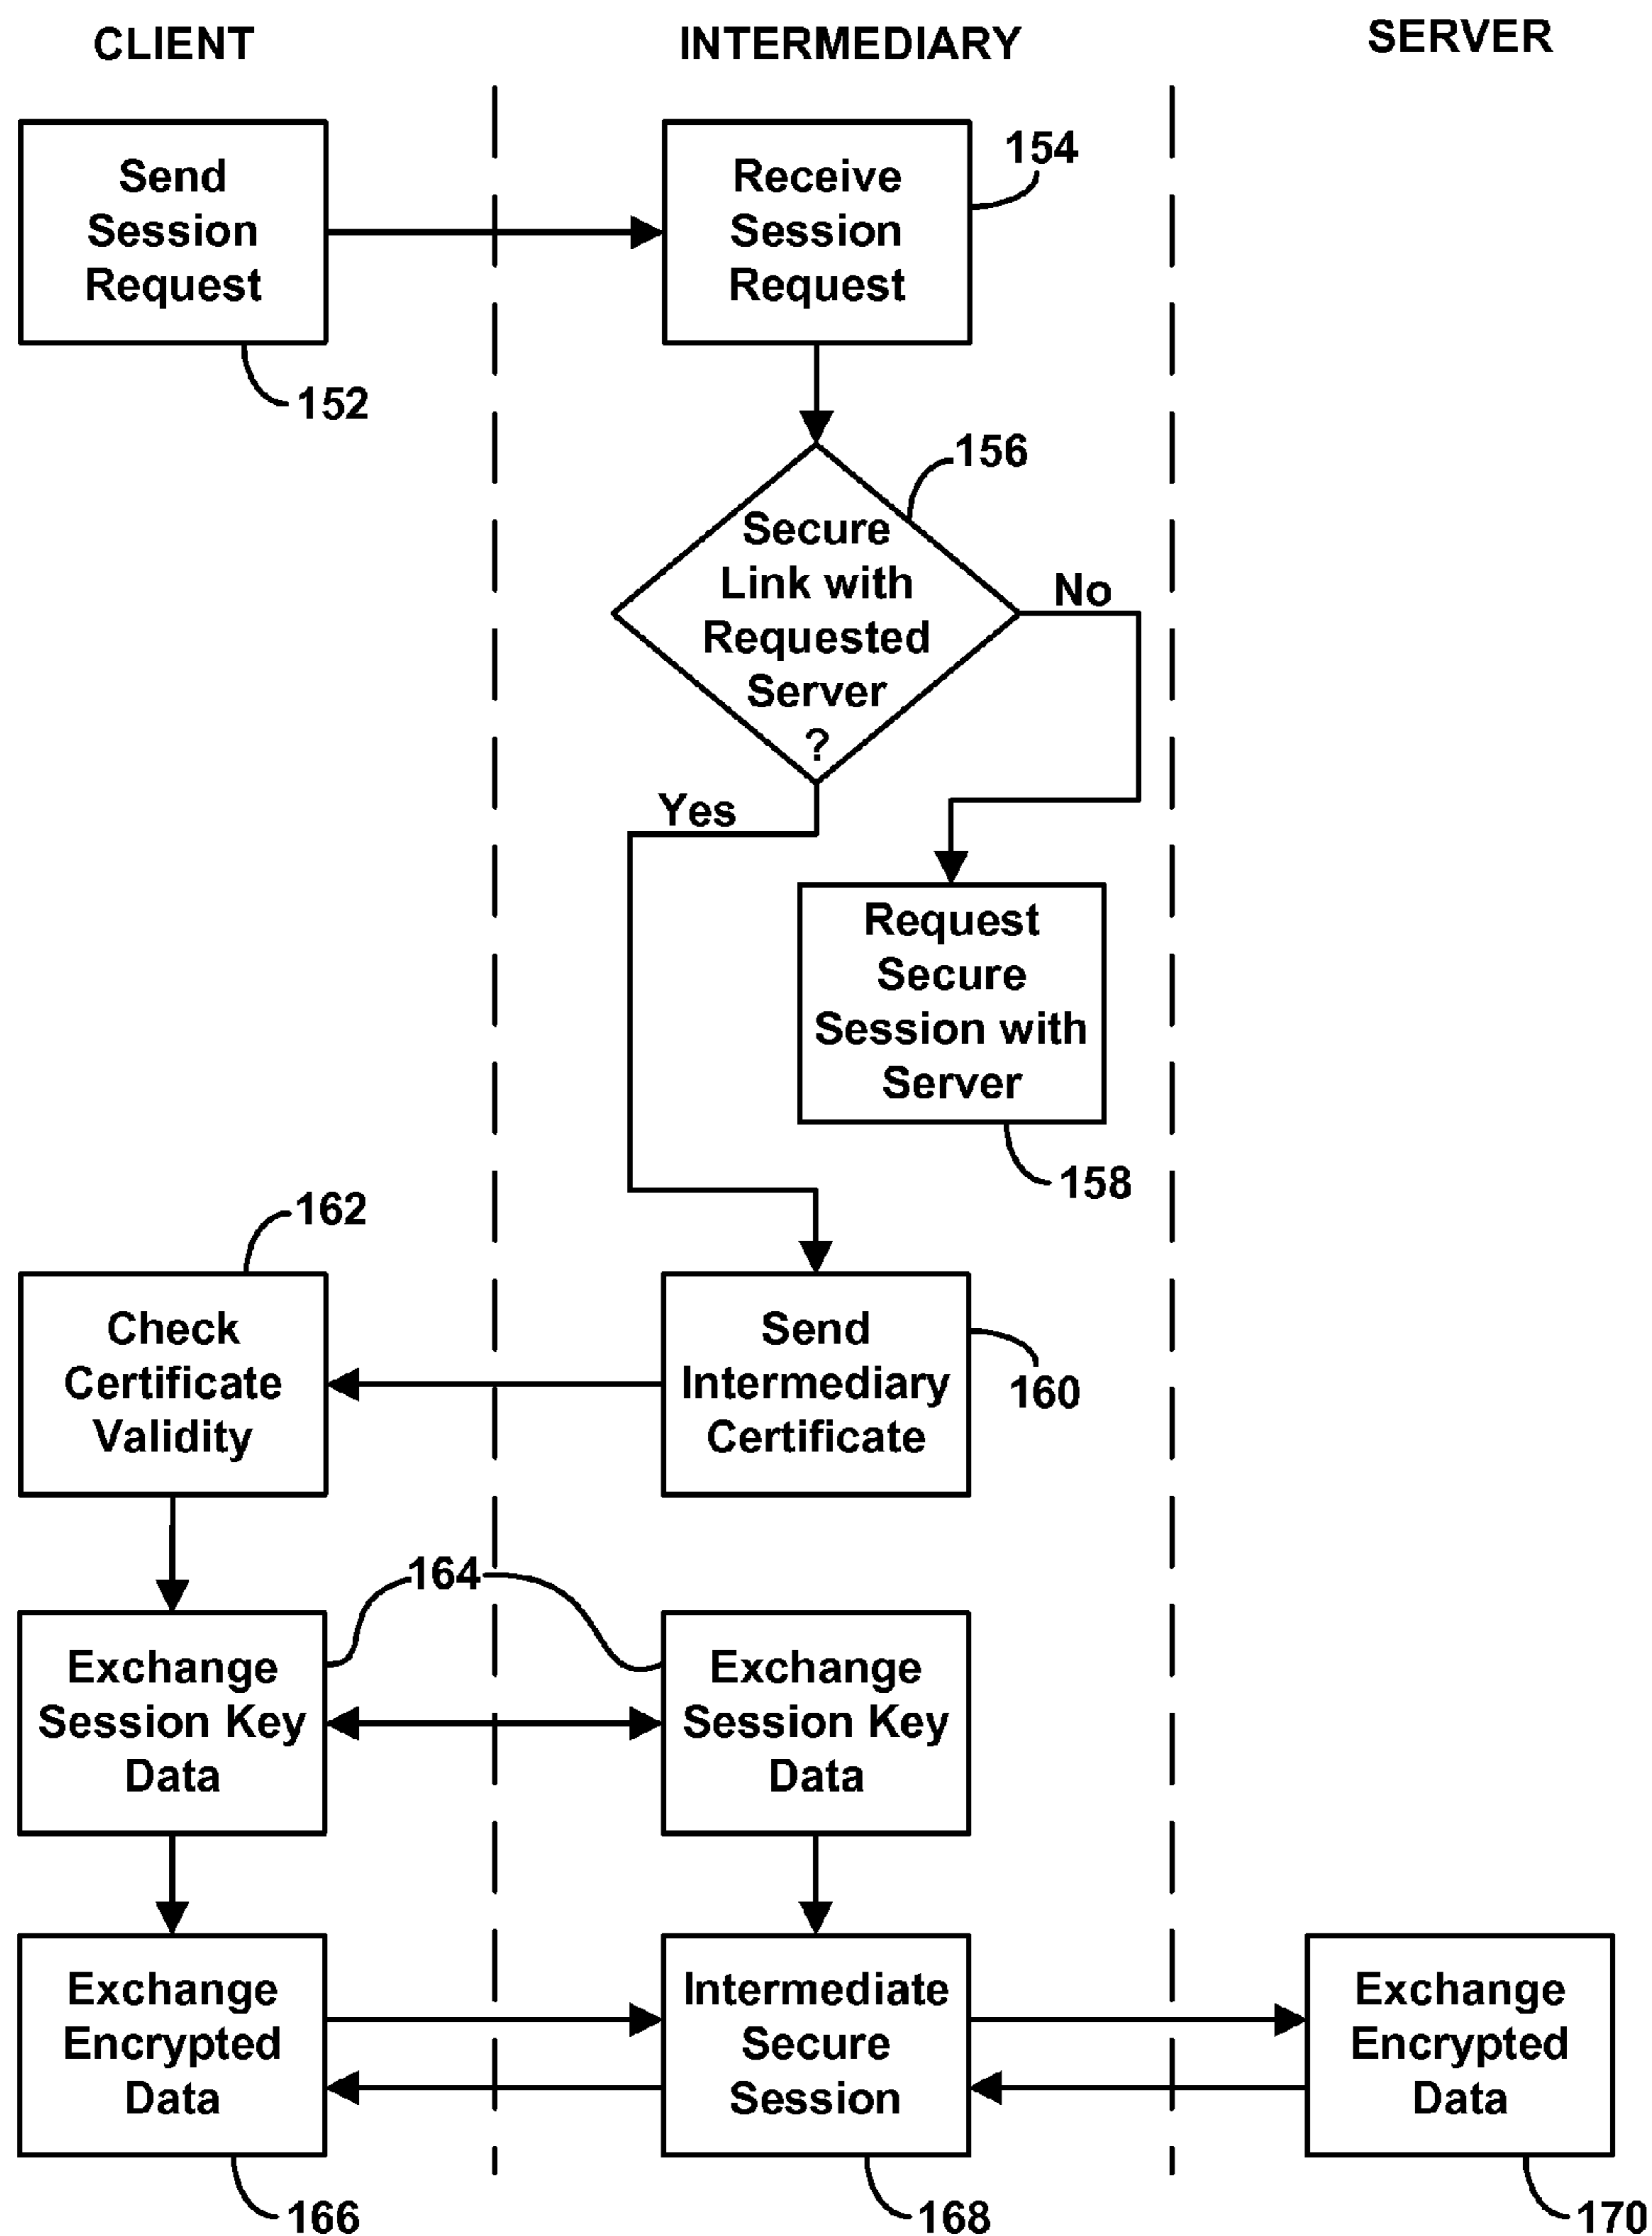 CLIENT
INTERMEDIARY
SERVER
Send
Session
Request
152
Receive
Session
Request
154
156
Secure
Link with
Requested
Server
?
No
Yes
Request
Secure
Session with
Server
158
162
Check
Certificate
Validity
Send
Intermediary
Certificate
160
164
Exchange
Session Key
Data
Exchange
Session Key
Data
Exchange
Encrypted
Data
166
Intermediate
Secure
Session
168
Exchange
Encrypted
Data
170